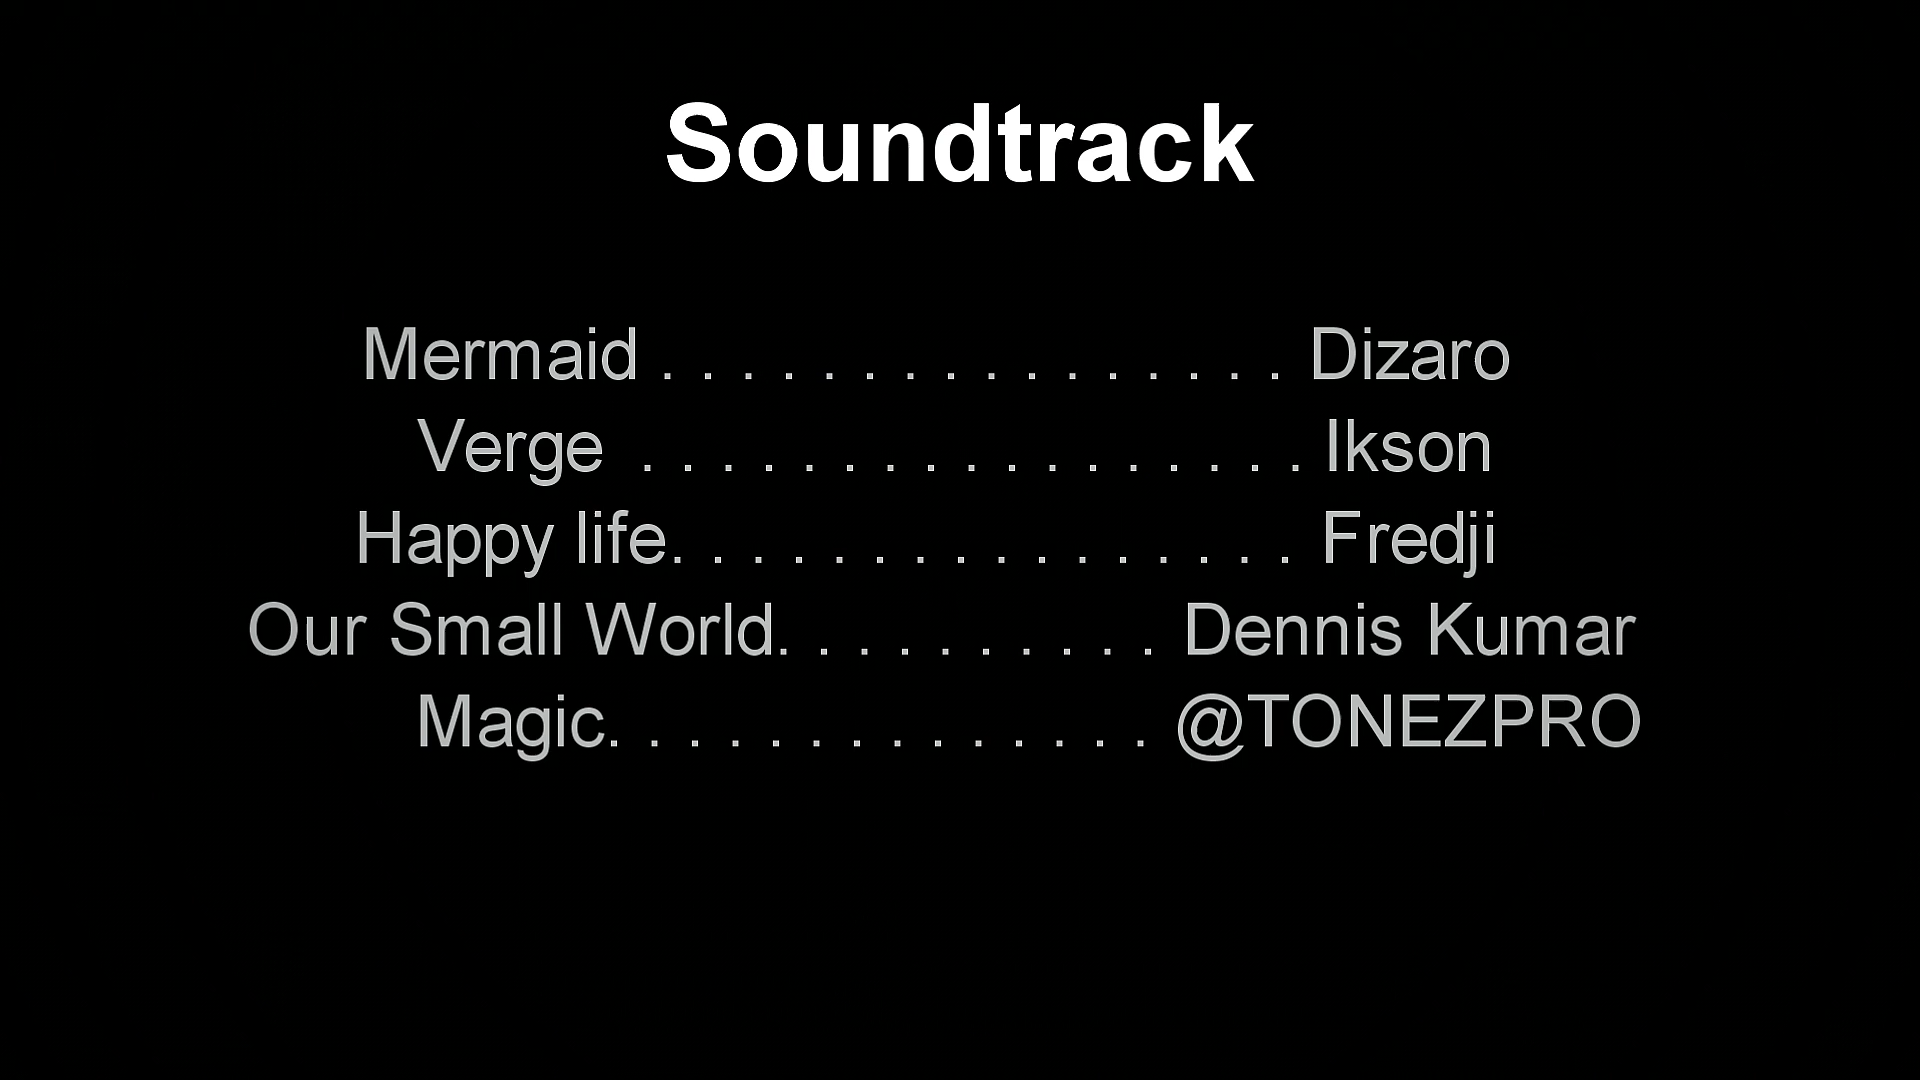 Soundtrack
Mermaid . . . . . . . . . . . . . . . . Dizaro
Verge . . . . . . . . . . . . . . . . . Ikson
Happy life. . . . . . . . . . . . . . . . Fredji
Our Small World. . . . . . . . . . Dennis Kumar
Magic. . . . . . . . . . . . . . @TONEZPRO